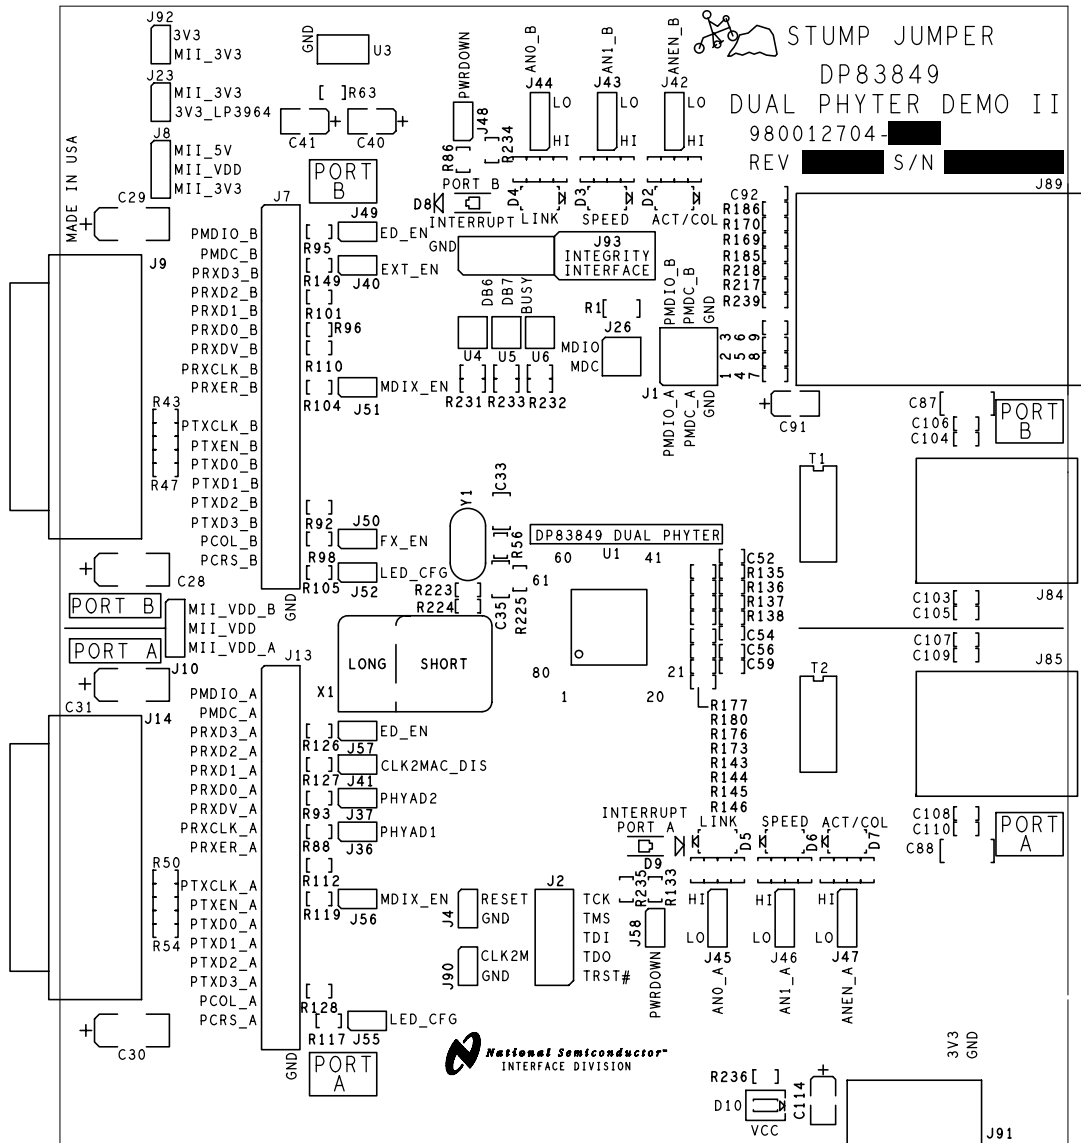 STUMP JUMPER
DP83849
DUAL PHYTER DEMO II
980012704-
REV
S/N
J92
3V3
MII_3V3
J23
MII_3V3
3V3_LP3964
J8
MII_5V
MII_VDD
MII_3V3
MADE IN USA
C29
GND
U3
R63
C41
C40
PORT
B
PWRDOWN
J48
R86
R234
AN0_B
J44
LO
HI
AN1_B
J43
LO
HI
ANEN_B
J42
LO
HI
PORT B
D8
INTERRUPT
D4
LINK
D3
SPEED
D2
ACT/COL
GND
J93
INTEGRITY
INTERFACE
C92
R186
R170
R169
R185
R218
R217
R239
J89
J9
J7
PMDIO_B
PMDC_B
PRXD3_B
PRXD2_B
PRXD1_B
PRXD0_B
PRXDV_B
PRXCLK_B
PRXER_B
PTXCLK_B
PTXEN_B
PTXD0_B
PTXD1_B
PTXD2_B
PTXD3_B
PCOL_B
PCRS_B
GND
R43
R47
J49
ED_EN
R95
EXT_EN
R149
J40
R101
R96
R110
MDIX_EN
R104
J51
R92
J50
FX_EN
R98
LED_CFG
R105
J52
DB6
DB7
BUSY
U4
U5
U6
R231
R233
R232
R1
J26
MDIO
MDC
PMDIO_B
PMDC_B
GND
J1
PMDIO_A
PMDC_A
GND
3 6 9
2 5 8
1 4 7
C91
C87
C106
C104
PORT
B
T1
C33
Y1
R56
R223
R224
C35
R225
DP83849 DUAL PHYTER
U1
60
41
61
80
21
1
20
C52
R135
R136
R137
R138
C54
C56
C59
R177
R180
R176
R173
R143
R144
R145
R146
C103
C105
J84
C107
C109
J85
T2
C108
C110
C88
PORT
A
C28
PORT B
MII_VDD_B
MII_VDD
MII_VDD_A
PORT A
J10
C31
J14
LONG
SHORT
X1
J13
PMDIO_A
PMDC_A
PRXD3_A
PRXD2_A
PRXD1_A
PRXD0_A
PRXDV_A
PRXCLK_A
PRXER_A
PTXCLK_A
PTXEN_A
PTXD0_A
PTXD1_A
PTXD2_A
PTXD3_A
PCOL_A
PCRS_A
GND
R50
R54
C30
ED_EN
R126
J57
CLK2MAC_DIS
R127
J41
PHYAD2
R93
J37
PHYAD1
R88
J36
R112
MDIX_EN
R119
J56
R128
LED_CFG
R117
J55
PORT
A
J4
RESET
GND
J90
CLK2M
GND
J2
TCK
TMS
TDI
TDO
TRST#
INTERRUPT
PORT A
D9
R235
R133
J58
PWRDOWN
LINK
D5
SPEED
D6
ACT/COL
D7
HI
LO
J45
AN0_A
HI
LO
J46
AN1_A
HI
LO
J47
ANEN_A
National Semiconductor™
INTERFACE DIVISION
R236
D10
VCC
C114
3V3
GND
J91